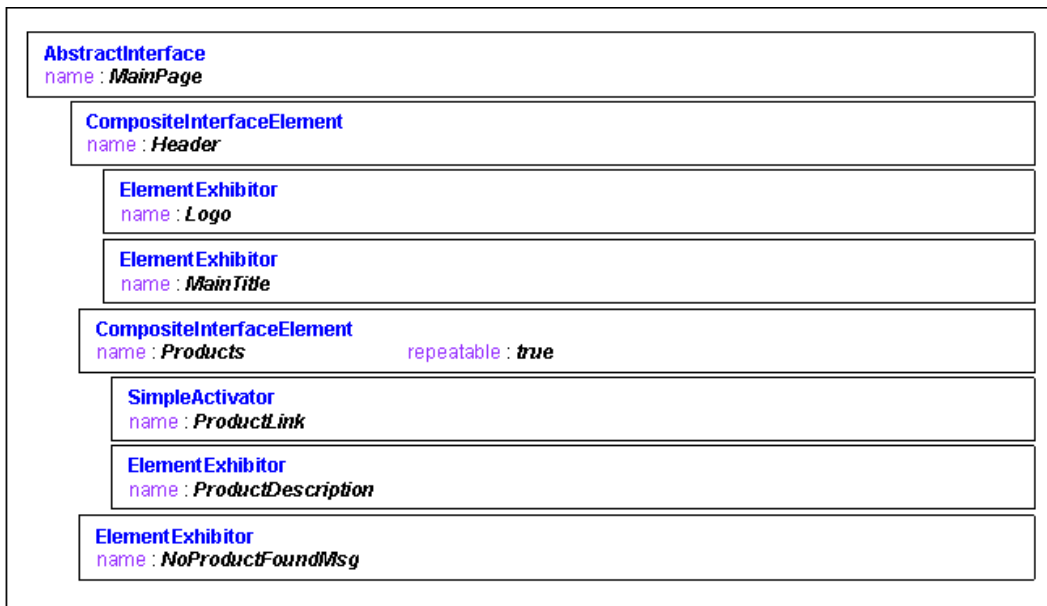 AbstractInterface
name : MainPage
CompositeInterfaceElement
name : Header
ElementExhibitor
name : Logo
ElementExhibitor
name : MainTitle
CompositeInterfaceElement
name : Products repeatable : true
SimpleActivator
name : ProductLink
ElementExhibitor
name : ProductDescription
ElementExhibitor
name : NoProductFoundMsg